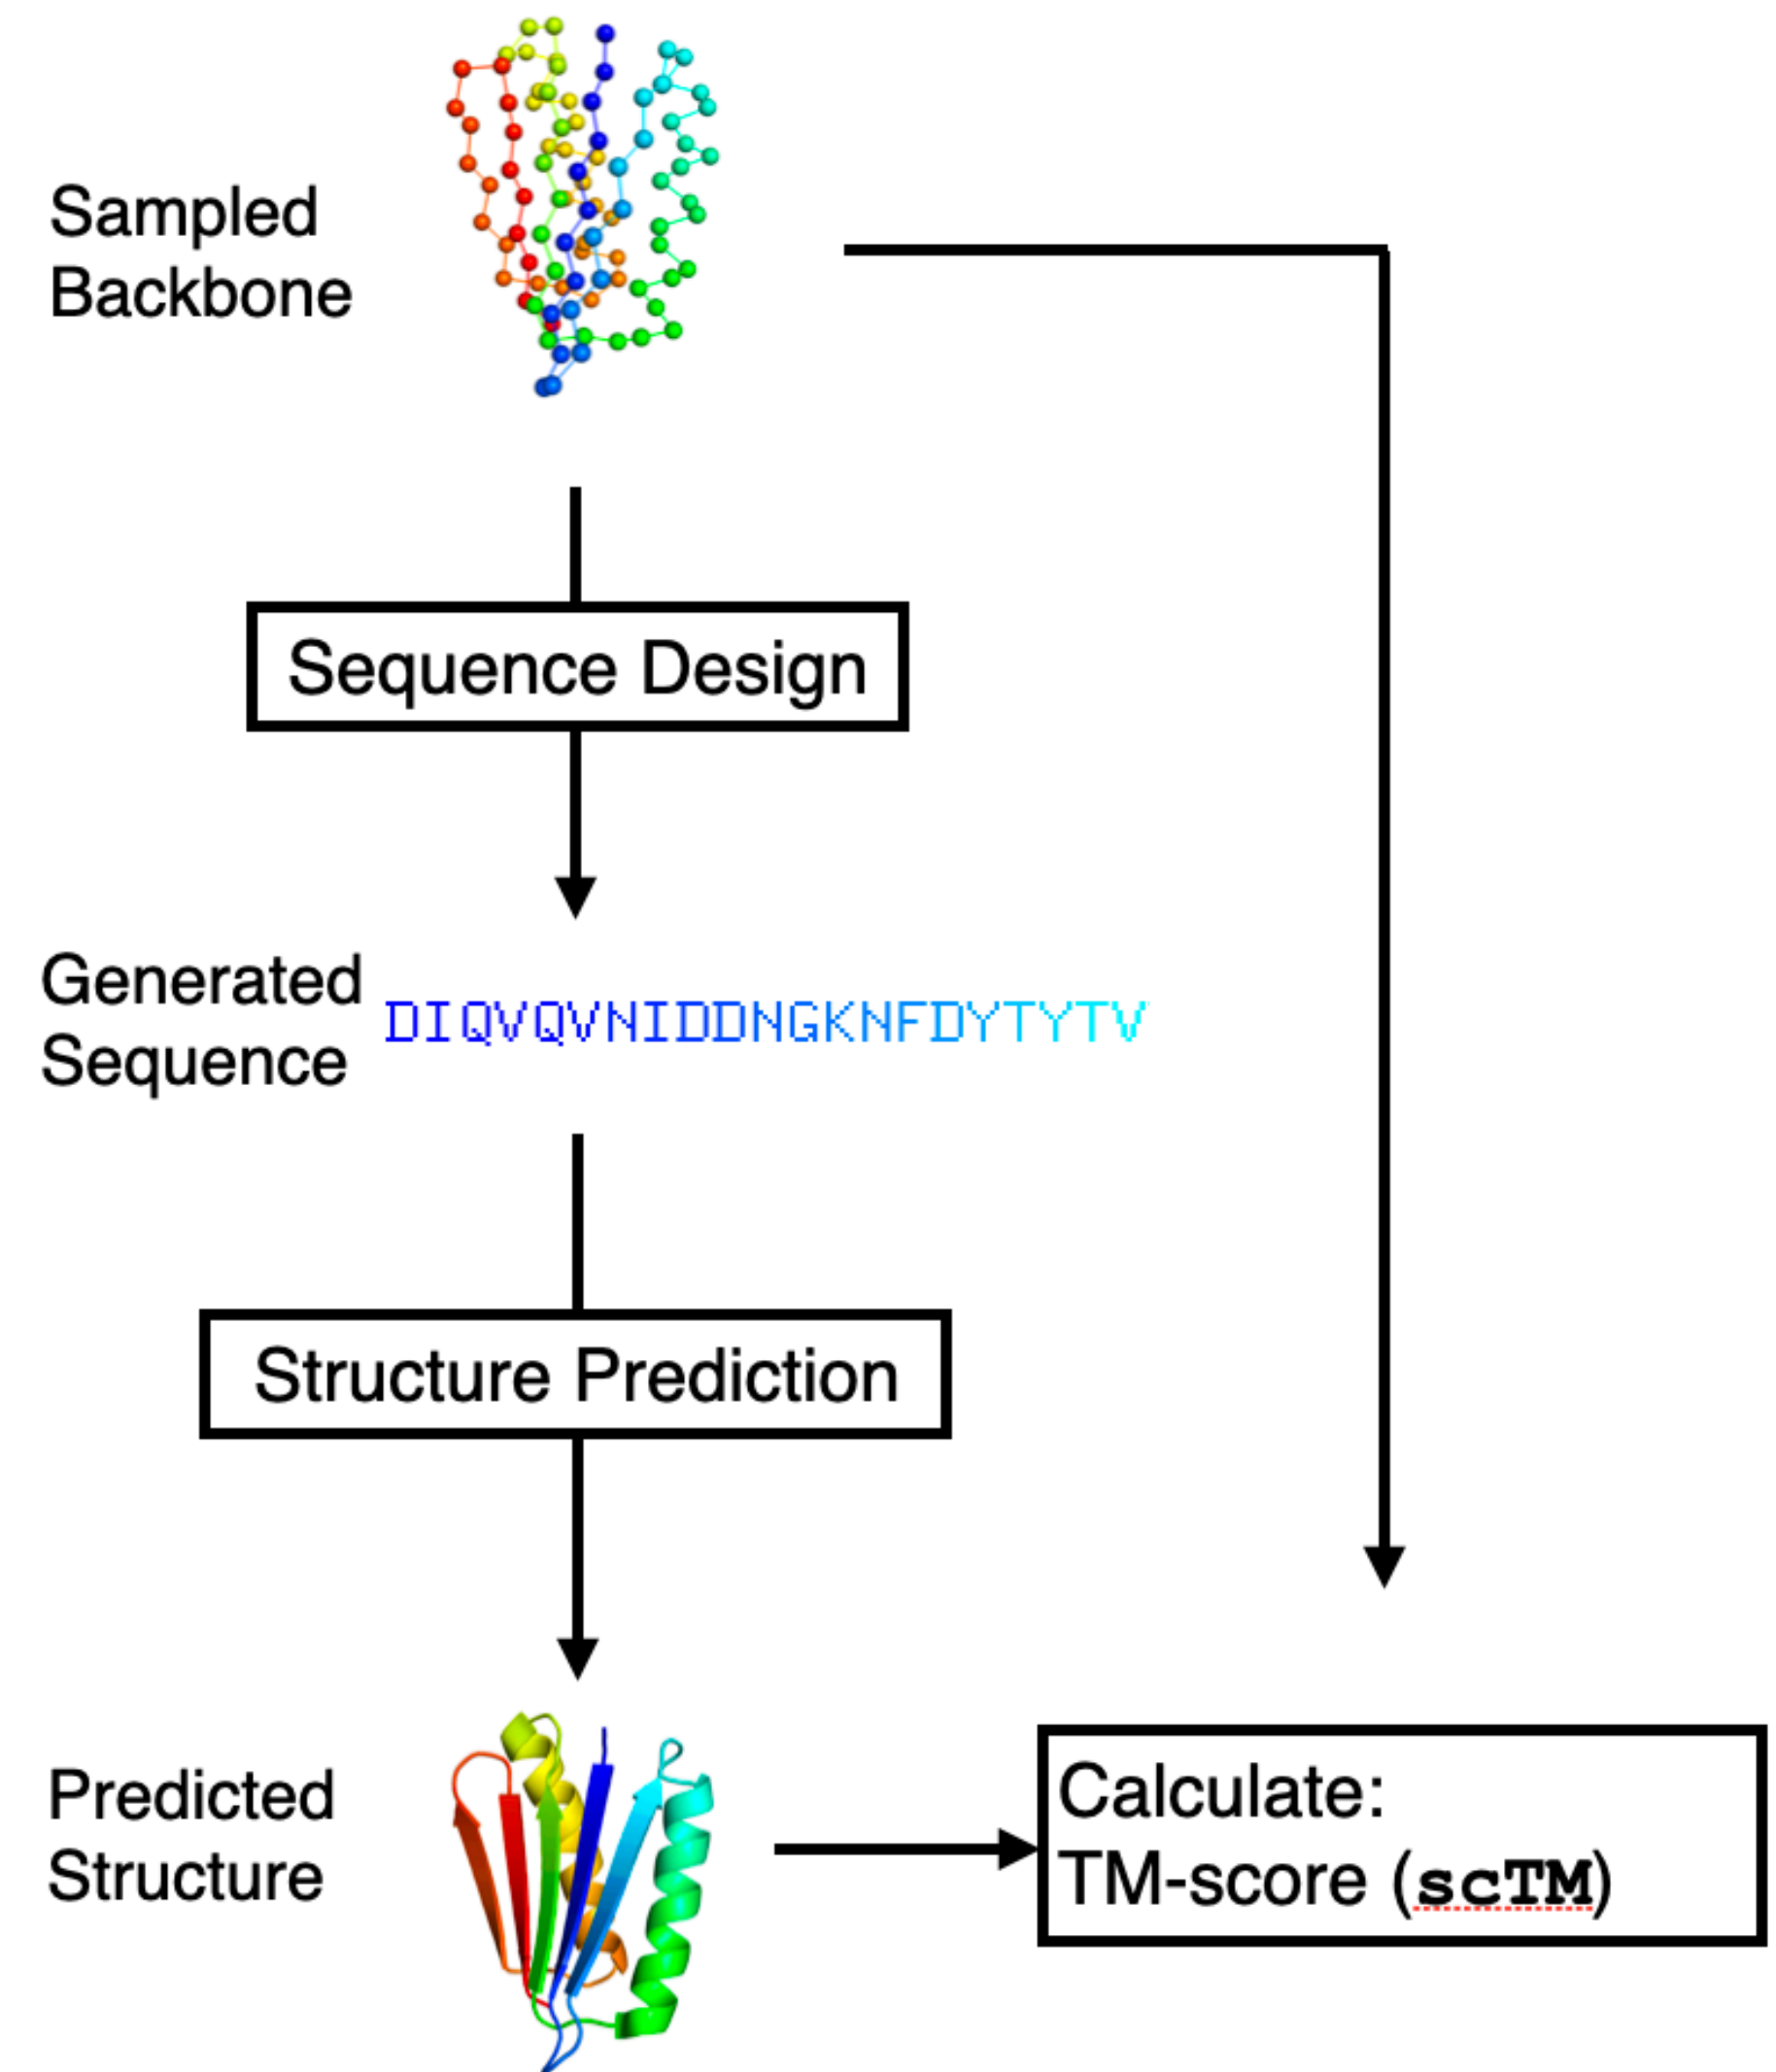 Sampled
Backbone
Sequence Design
Generated
Sequence
DIQVQVNIDDNGKNFDYTYTV
Structure Prediction
Predicted
Structure
Calculate:
TM-score (scTM)